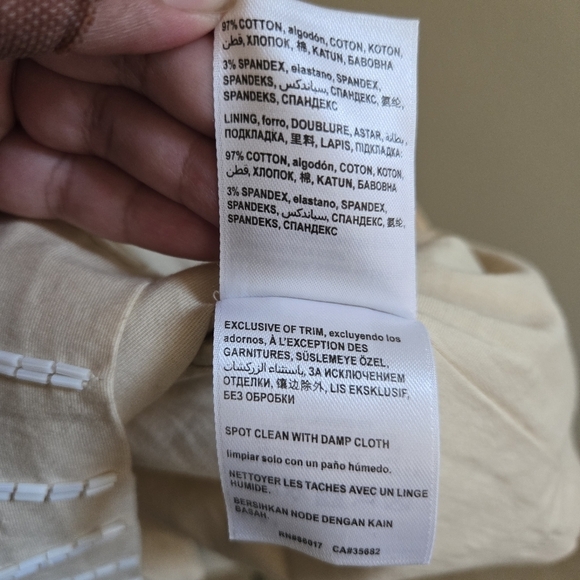 97% COTTON, algodón, COTON, KOTON,
قطن, ХЛОПОК, 棉, KATUN, БАВОВНА
3% SPANDEX, elastano, SPANDEX,
SPANDEKS, سباندكس, СПАНДЕКС, 氨纶,
SPANDEKS, СПАНДЕКС
LINING, forro, DOUBLURE, ASTAR, بطانة,
ПОДКЛАДКА, 里料, LAPIS, ПІДКЛАДКА:
97% COTTON, algodón, COTON, KOTON,
قطن, ХЛОПОК, 棉, KATUN, БАВОВНА
3% SPANDEX, elastano, SPANDEX,
SPANDEKS, سباندكس, СПАНДЕКС, 氨纶,
SPANDEKS, СПАНДЕКС
EXCLUSIVE OF TRIM, excluyendo los
adornos, À L'EXCEPTION DES
GARNITURES, SÜSLEMEYE ÖZEL,
باستثناء الزركشات, ЗА ИСКЛЮЧЕНИЕМ
ОТДЕЛКИ, 镶边除外, LIS EKSKLUSIF,
БЕЗ ОБРОБКИ
SPOT CLEAN WITH DAMP CLOTH
limpiar solo con un paño húmedo.
NETTOYER LES TACHES AVEC UN LINGE
HUMIDE.
BERSIHKAN NODE DENGAN KAIN
BASAH.
CA#35682